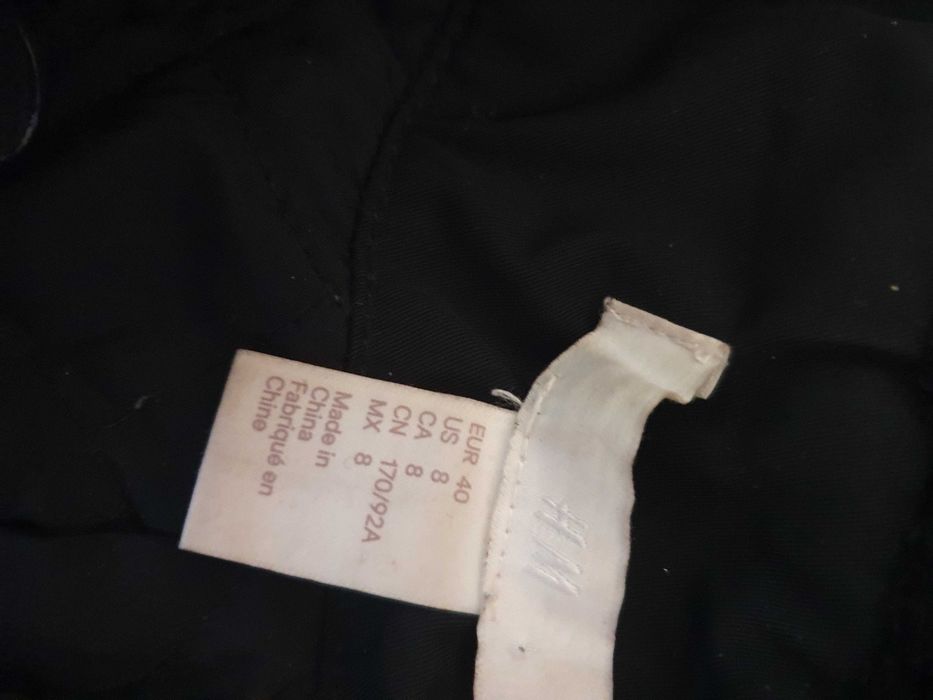 EUR 40
US 8
CA 8
CN 170/92A
MX 8
Made in
China
Fabriqué en
Chine
H&M